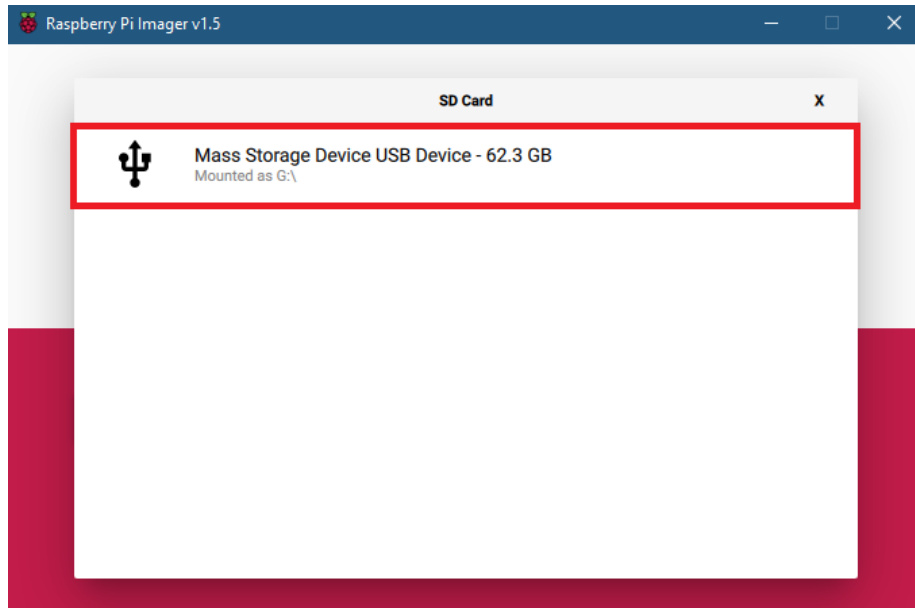 Raspberry Pi Imager v1.5
SD Card X
Mass Storage Device USB Device - 62.3 GB
Mounted as G:\